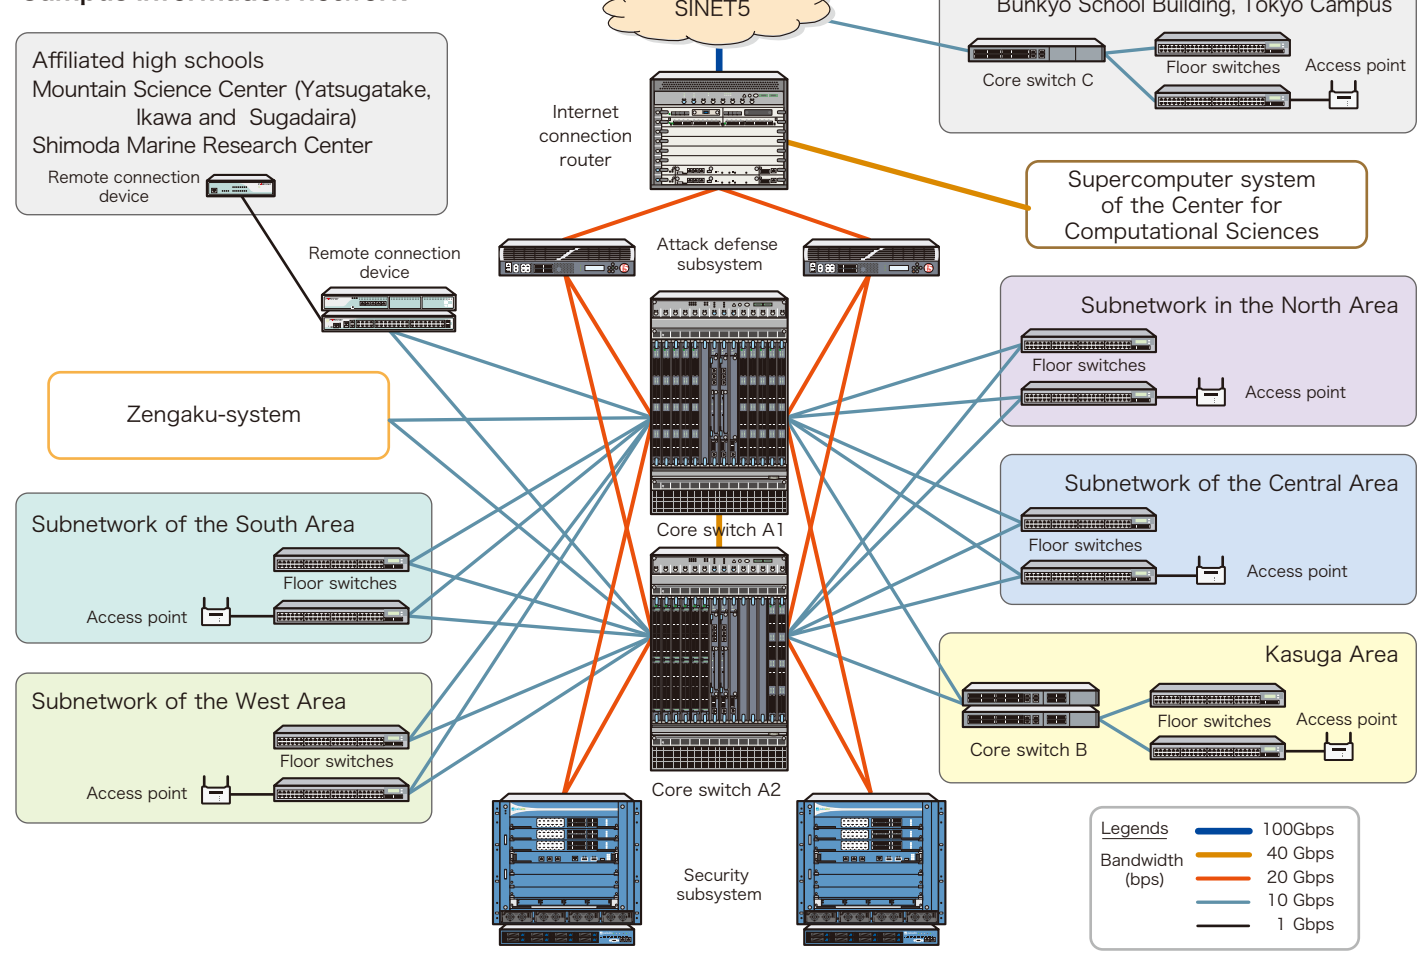 Campus Information Network
SINET5
Bunkyo School Building, Tokyo Campus
Core switch C
Floor switches
Access point
Affiliated high schools
Mountain Science Center (Yatsugatake,
Ikawa and Sugadaira)
Shimoda Marine Research Center
Remote connection
device
Internet
connection
router
Supercomputer system
of the Center for
Computational Sciences
Remote connection
device
Attack defense
subsystem
Subnetwork in the North Area
Floor switches
Access point
Zengaku-system
Subnetwork of the Central Area
Floor switches
Access point
Core switch A1
Subnetwork of the South Area
Floor switches
Access point
Kasuga Area
Core switch B
Floor switches
Access point
Subnetwork of the West Area
Floor switches
Access point
Core switch A2
Security
subsystem
Legends
Bandwidth
(bps)
100Gbps
40 Gbps
20 Gbps
10 Gbps
1 Gbps